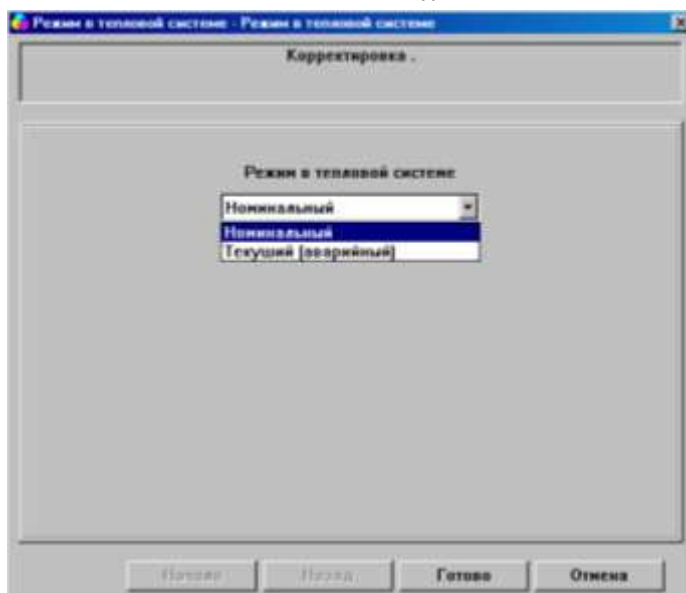 Режим в тепловой системе - Режим в тепловой системе
Корректировка .
Режим в тепловой системе
Номинальный
Номинальный
Текущий (аварийный)
Начало
Назад
Готово
Отмена